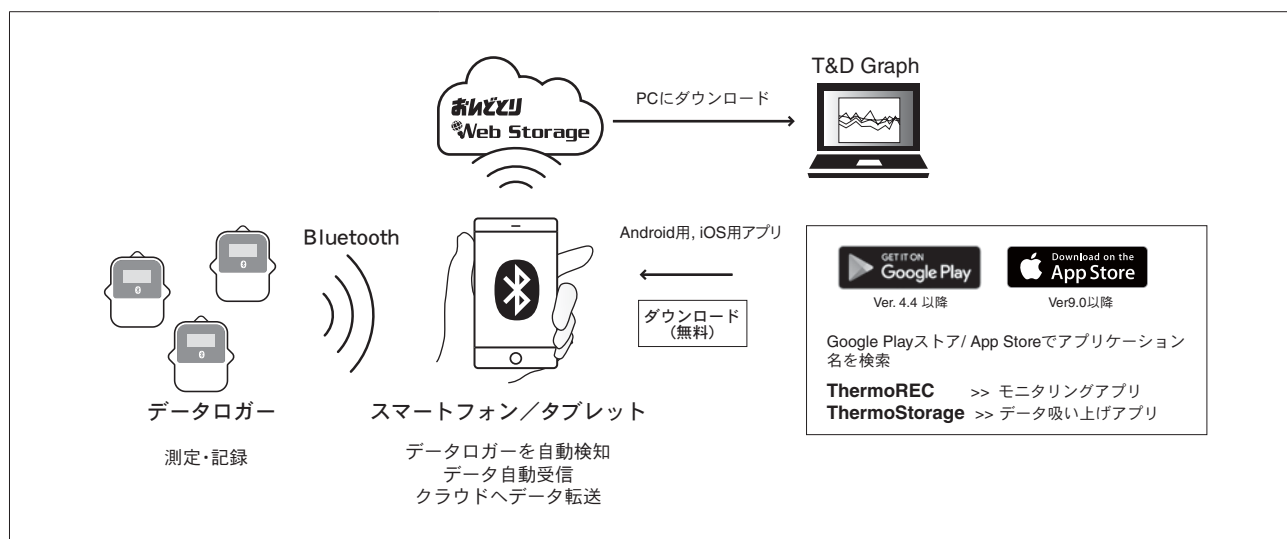 T&D Graph
おんどとり
Web Storage
PCにダウンロード
Bluetooth
Android用, iOS用アプリ
ダウンロード
（無料）
GET IT ON
Google Play
Download on the
App Store
Ver. 4.4 以降
Ver9.0以降
Google Playストア/ App Storeでアプリケーション
名を検索
ThermoREC >> モニタリングアプリ
ThermoStorage >> データ吸い上げアプリ
データロガー
測定・記録
スマートフォン／タブレット
データロガーを自動検知
データ自動受信
クラウドへデータ転送